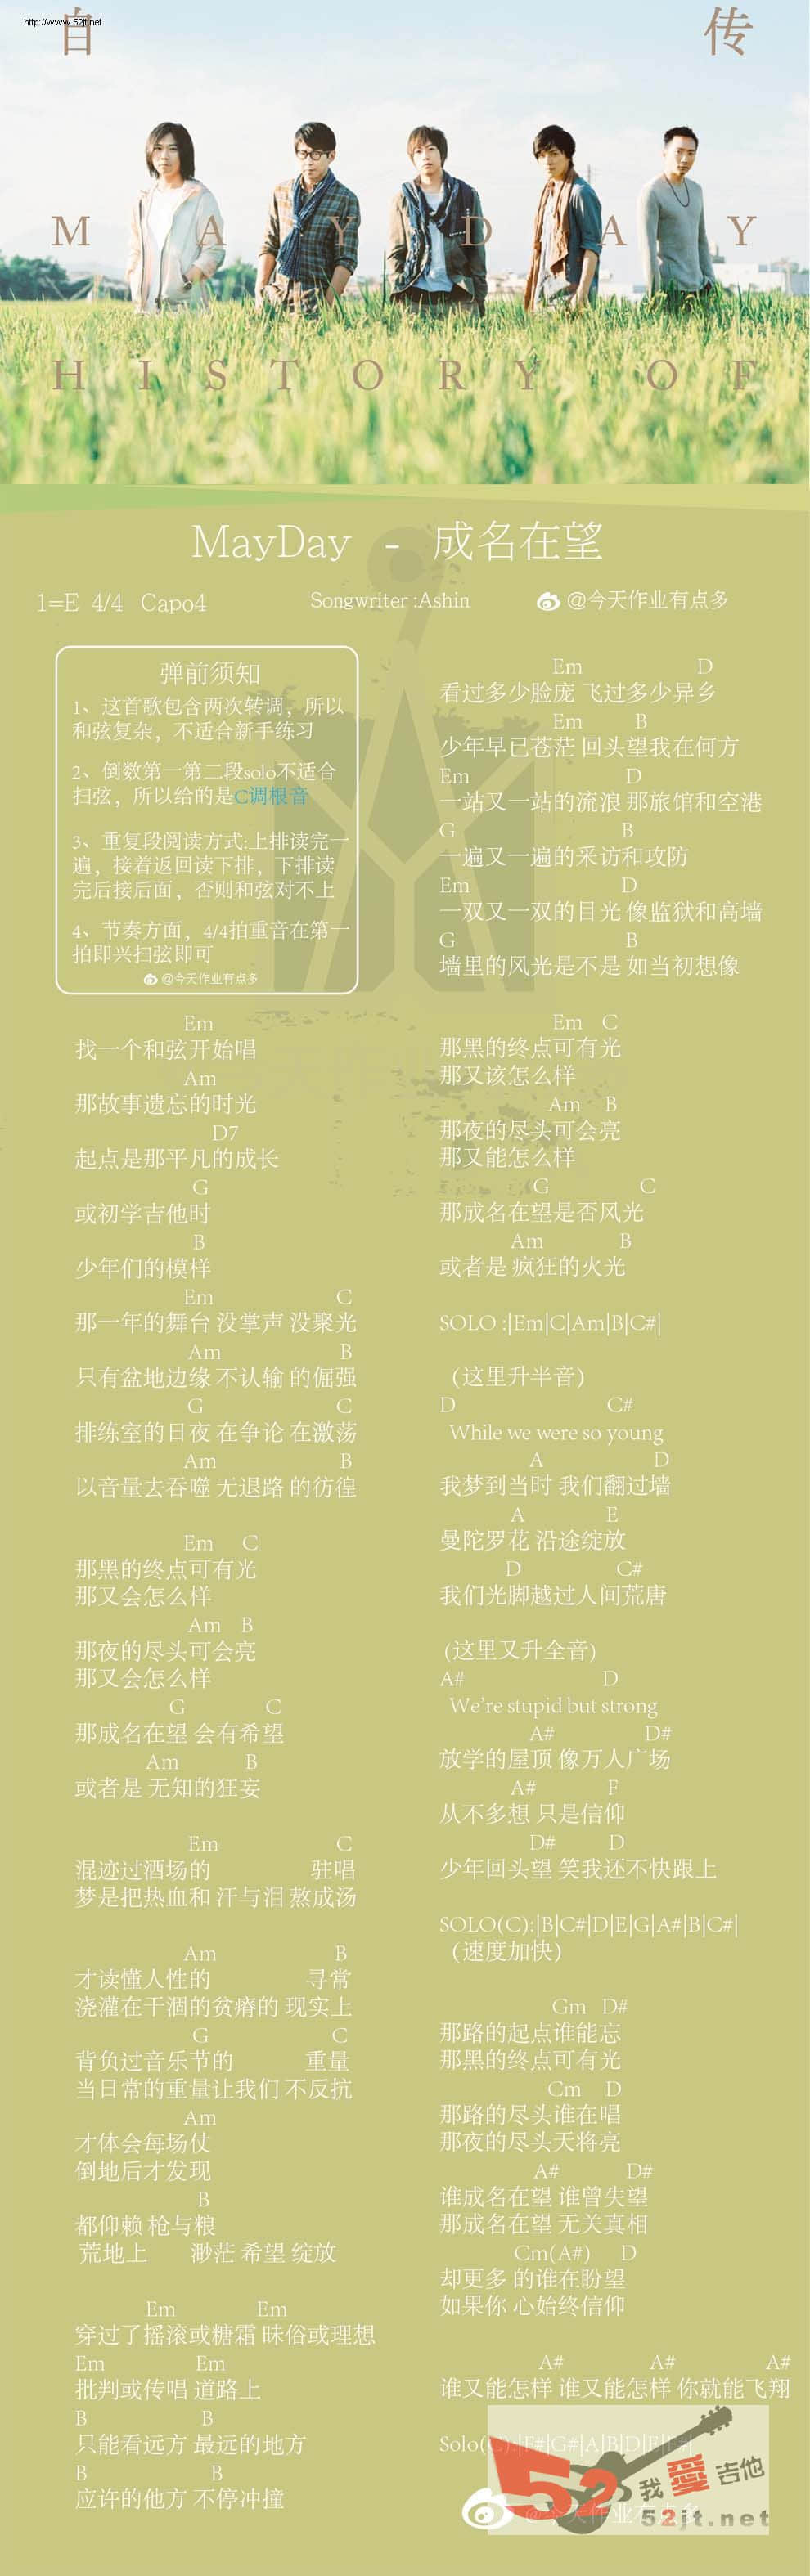 http://www.52jt.net
自 传
MAYDAY
HISTORY OF
MayDay - 成名在望
1=E 4/4 Capo4 Songwriter :Ashin @今天作业有点多
弹前须知
1、这首歌包含两次转调，所以
和弦复杂，不适合新手练习
2、倒数第一第二段solo不适合
扫弦，所以给的是C调根音
3、重复段阅读方式:上排读完一
遍，接着返回读下排，下排读
完后接后面，否则和弦对不上
4、节奏方面，4/4拍重音在第一
拍即兴扫弦即可
@今天作业有点多
Em
找一个和弦开始唱
Am
那故事遗忘的时光
D7
起点是那平凡的成长
G
或初学吉他时
B
少年们的模样
Em C
那一年的舞台 没掌声 没聚光
Am B
只有盆地边缘 不认输 的倔强
G C
排练室的日夜 在争论 在激荡
Am B
以音量去吞噬 无退路 的彷徨
Em C
那黑的终点可有光
那又会怎么样
Am B
那夜的尽头可会亮
那又会怎么样
G C
那成名在望 会有希望
Am B
或者是 无知的狂妄
Em C
混迹过酒场的 驻唱
梦是把热血和 汗与泪 熬成汤
Am B
才读懂人性的 寻常
浇灌在干涸的贫瘠的 现实上
G C
背负过音乐节的 重量
当日常的重量让我们 不反抗
Am
才体会每场仗
倒地后才发现
B
都仰赖 枪与粮
荒地上 渺茫 希望 绽放
Em Em
穿过了摇滚或糖霜 昧俗或理想
Em Em
批判或传唱 道路上
B B
只能看远方 最远的地方
B B
应许的他方 不停冲撞
Em D
看过多少脸庞 飞过多少异乡
Em B
少年早已苍茫 回头望我在何方
Em D
一站又一站的流浪 那旅馆和空港
G B
一遍又一遍的采访和攻防
Em D
一双又一双的目光 像监狱和高墙
G B
墙里的风光是不是 如当初想像
Em C
那黑的终点可有光
那又该怎么样
Am B
那夜的尽头可会亮
那又能怎么样
G C
那成名在望是否风光
Am B
或者是 疯狂的火光
SOLO :|Em|C|Am|B|C#|
（这里升半音）
D C#
While we were so young
A D
我梦到当时 我们翻过墙
A E
曼陀罗花 沿途绽放
D C#
我们光脚越过人间荒唐
(这里又升全音)
A# D
We're stupid but strong
A# D#
放学的屋顶 像万人广场
A# F
从不多想 只是信仰
D# D
少年回头望 笑我还不快跟上
SOLO(C):|B|C#|D|E|G|A#|B|C#|
（速度加快）
Gm D#
那路的起点谁能忘
那黑的终点可有光
Cm D
那路的尽头谁在唱
那夜的尽头天将亮
A# D#
谁成名在望 谁曾失望
那成名在望 无关真相
Cm(A#) D
却更多 的谁在盼望
如果你 心始终信仰
A# A# A#
谁又能怎样 谁又能怎样 你就能飞翔
Solo(C):|F#|G#|A|B|D|E|F#|
@今天作业有点多
52我爱吉他
52jt.net